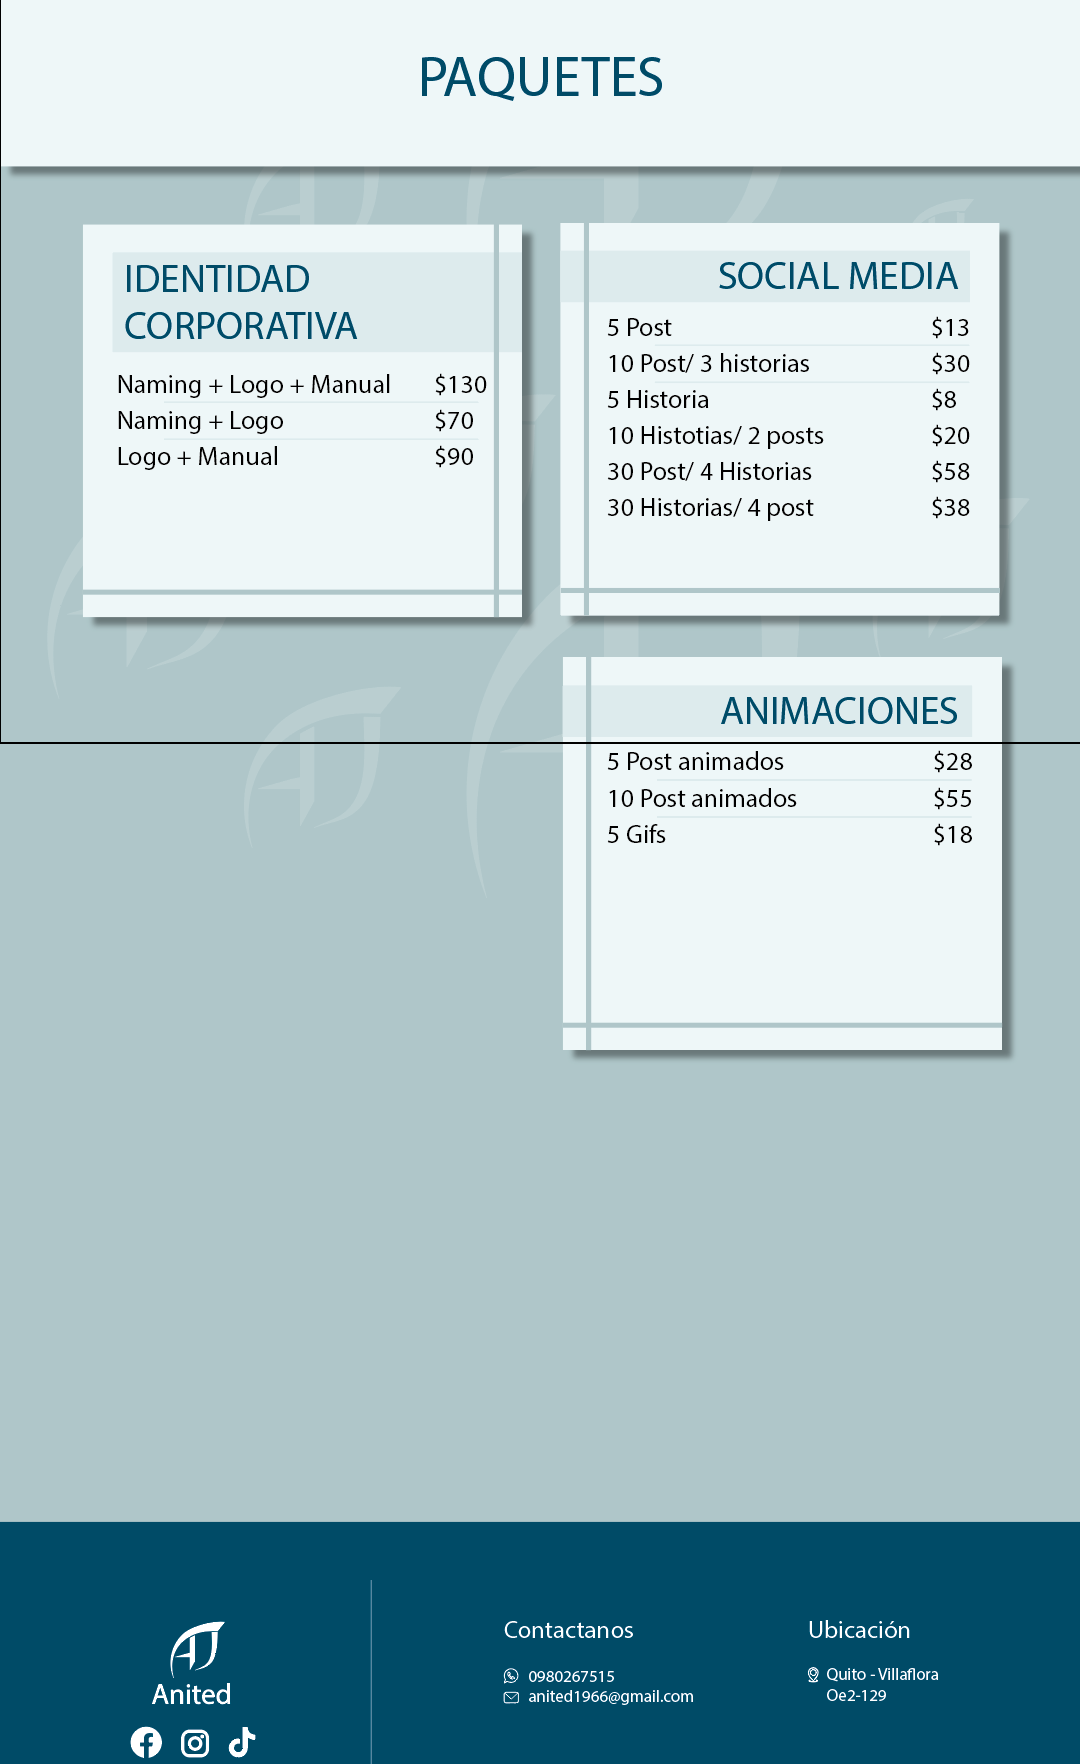 PAQUETES
IDENTIDAD
CORPORATIVA
Naming + Logo + Manual $130
Naming + Logo $70
Logo + Manual $90
SOCIAL MEDIA
5 Post $13
10 Post/ 3 historias $30
5 Historia $8
10 Histotias/ 2 posts $20
30 Post/ 4 Historias $58
30 Historias/ 4 post $38
ANIMACIONES
5 Post animados $28
10 Post animados $55
5 Gifs $18
Anited
Contactanos
0980267515
anited1966@gmail.com
Ubicación
Quito - Villaflora
Oe2-129